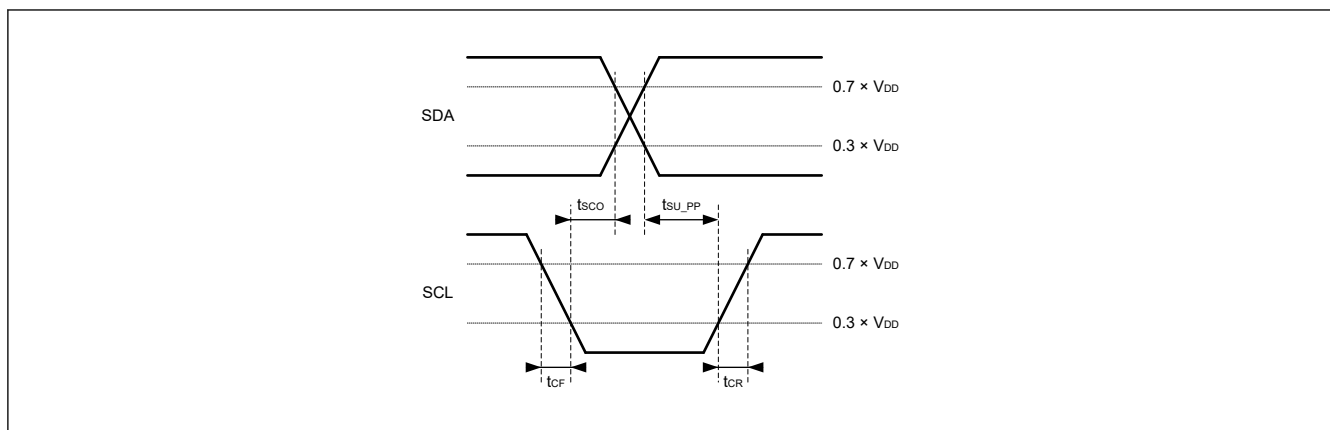 0.7 × VDD
SDA
0.3 × VDD
tSCO
tSU_PP
0.7 × VDD
SCL
0.3 × VDD
tCF
tCR